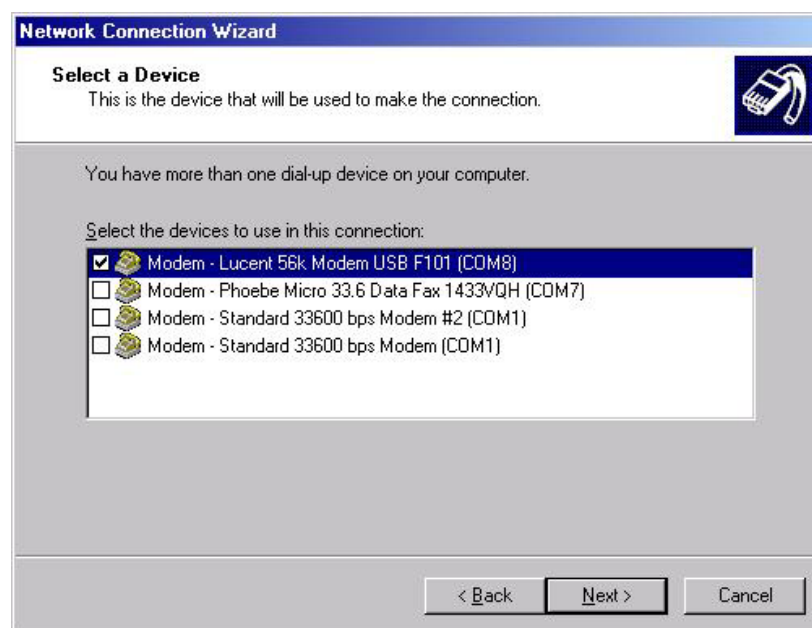 Network Connection Wizard
Select a Device
This is the device that will be used to make the connection.
You have more than one dial-up device on your computer.
Select the devices to use in this connection:
Modem - Lucent 56k Modem USB F101 (COM8)
Modem - Phoebe Micro 33.6 Data Fax 1433VQH (COM7)
Modem - Standard 33600 bps Modem #2 (COM1)
Modem - Standard 33600 bps Modem (COM1)
< Back Next > Cancel